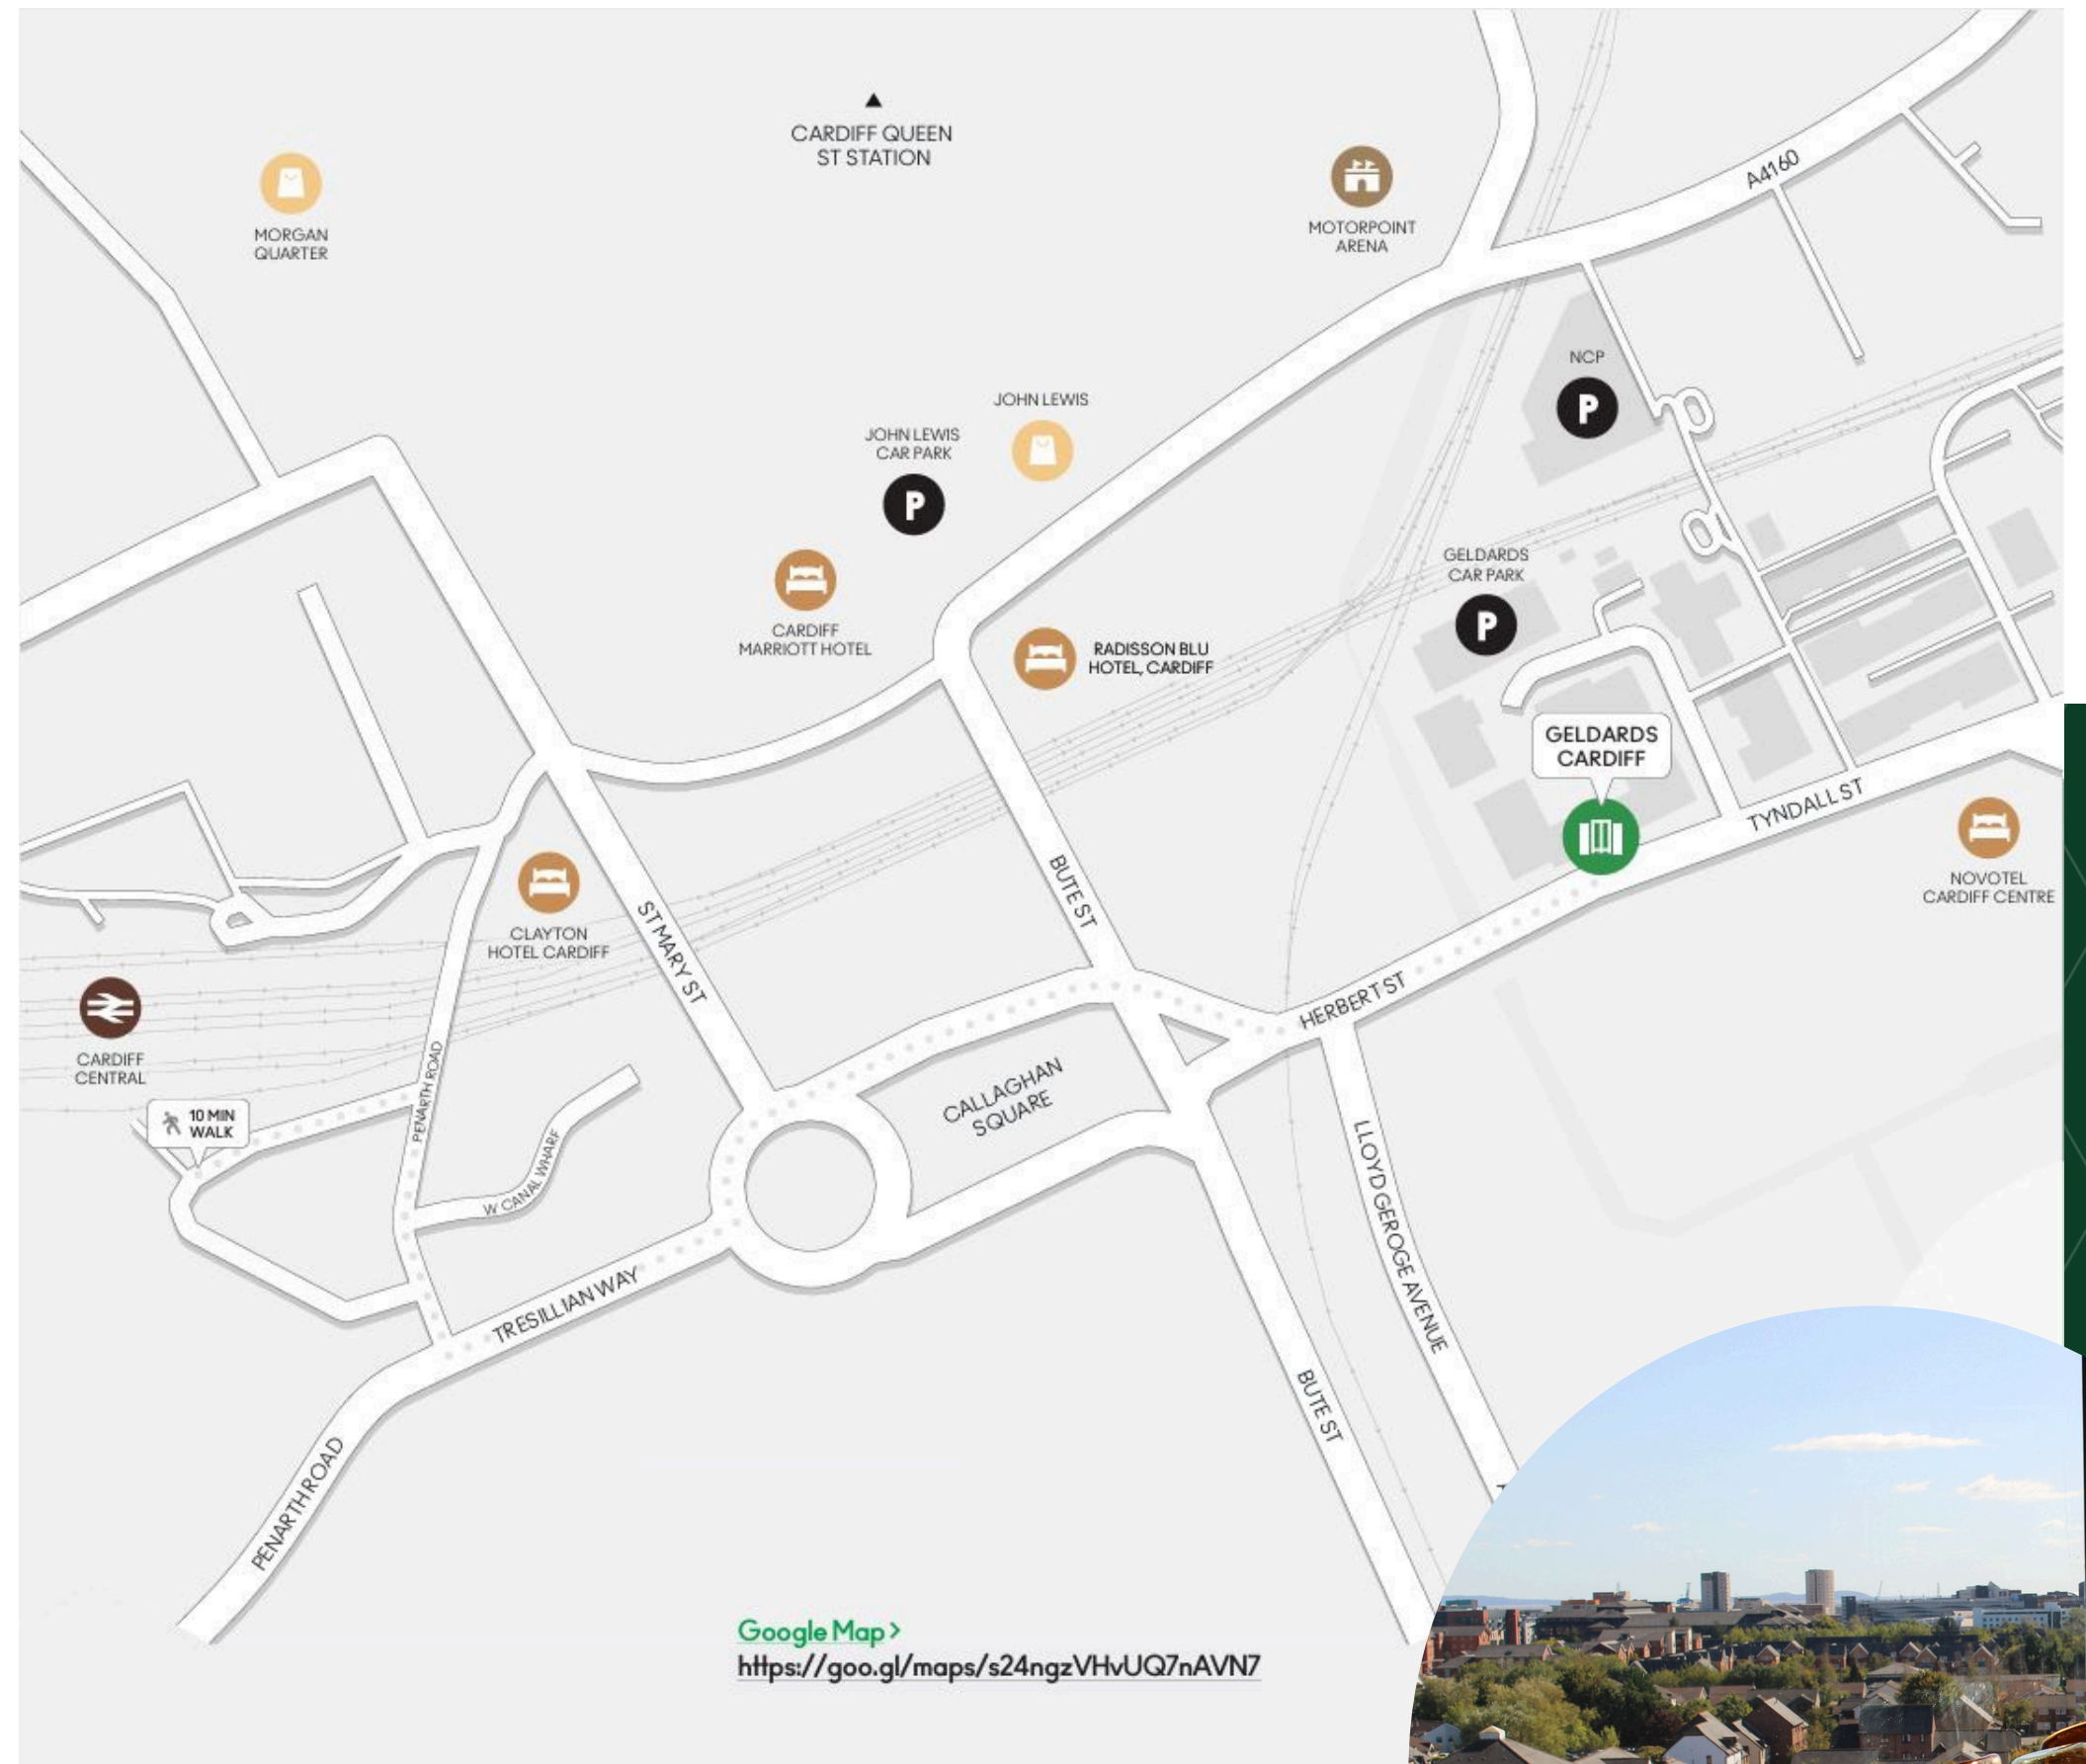 CARDIFF QUEEN
ST STATION
MORGAN
QUARTER
MOTORPOINT
ARENA
A4160
NCP
P
JOHN LEWIS
JOHN LEWIS
CAR PARK
P
GELDARDS
CAR PARK
P
CARDIFF
MARRIOTT HOTEL
RADISSON BLU
HOTEL, CARDIFF
GELDARDS
CARDIFF
TYNDALL ST
NOVOTEL
CARDIFF CENTRE
CLAYTON
HOTEL CARDIFF
ST MARY ST
BUTE ST
HERBERT ST
CARDIFF
CENTRAL
10 MIN
WALK
PENARTH ROAD
W CANAL WHARF
CALLAGHAN
SQUARE
LLOYD GEROGE AVENUE
TRESILLIAN WAY
BUTE ST
PENARTH ROAD
Google Map >
https://goo.gl/maps/s24ngzVHvUQ7nAVN7